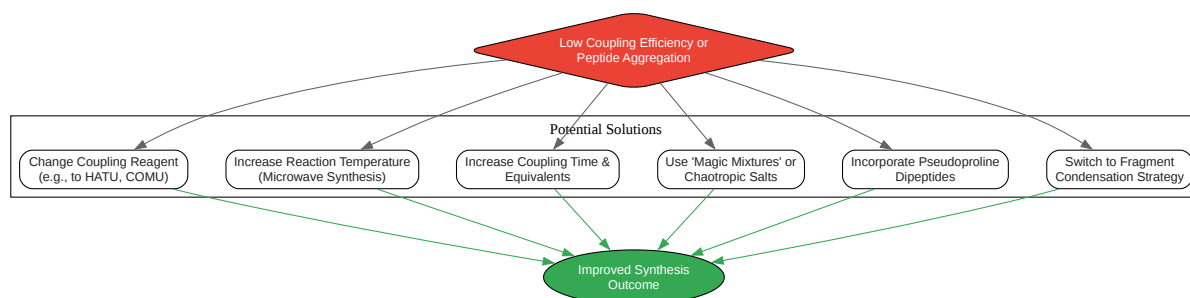 Low Coupling Efficiency or
Peptide Aggregation
Potential Solutions
Change Coupling Reagent
(e.g., to HATU, COMU)
Increase Reaction Temperature
(Microwave Synthesis)
Increase Coupling Time &
Equivalents
Use 'Magic Mixtures' or
Chaotropic Salts
Incorporate Pseudoproline
Dipeptides
Switch to Fragment
Condensation Strategy
Improved Synthesis
Outcome